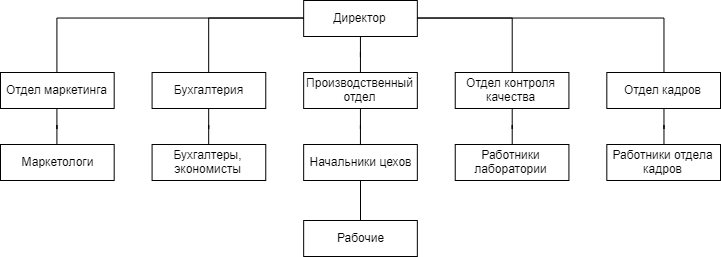 Директор
Отдел маркетинга
Бухгалтерия
Производственный
отдел
Отдел контроля
качества
Отдел кадров
Маркетологи
Бухгалтеры,
экономисты
Начальники цехов
Работники
лаборатории
Работники отдела
кадров
Рабочие